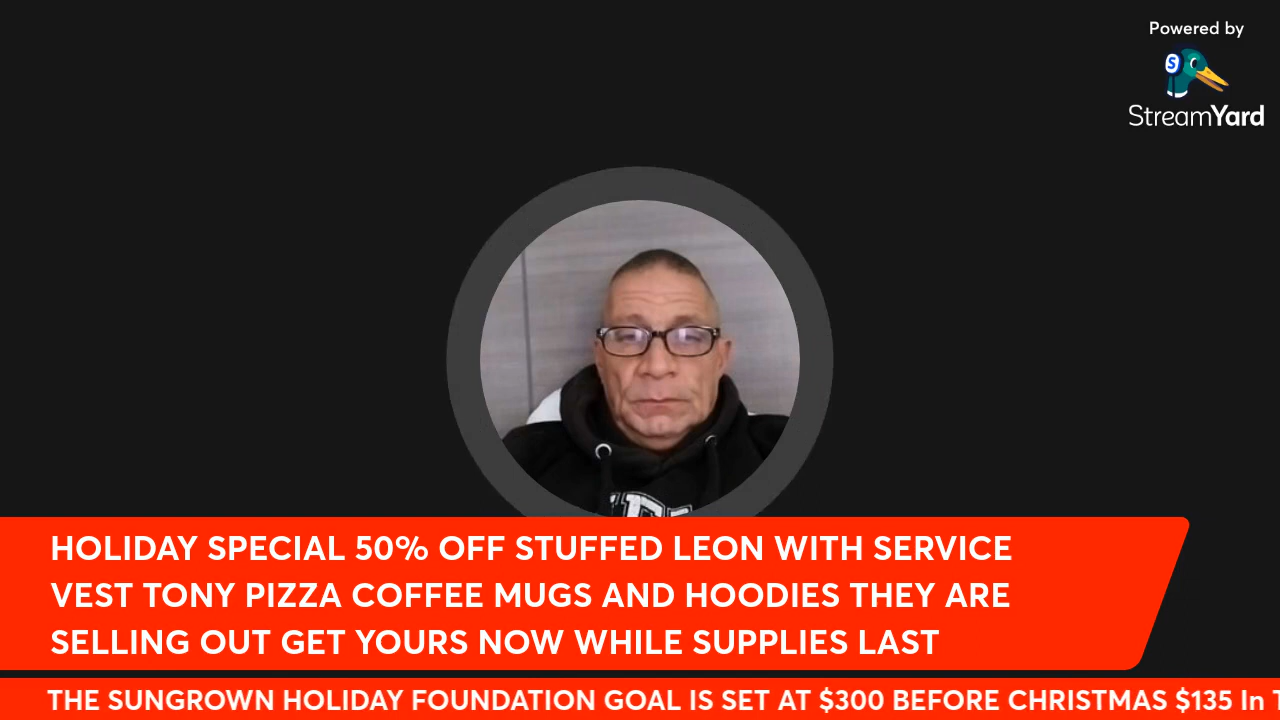 Powered by
S
StreamYard
HOLIDAY SPECIAL 50% OFF STUFFED LEON WITH SERVICE
VEST TONY PIZZA COFFEE MUGS AND HOODIES THEY ARE
SELLING OUT GET YOURS NOW WHILE SUPPLIES LAST
THE SUNGROWN HOLIDAY FOUNDATION GOAL IS SET AT $300 BEFORE CHRISTMAS $135 In T